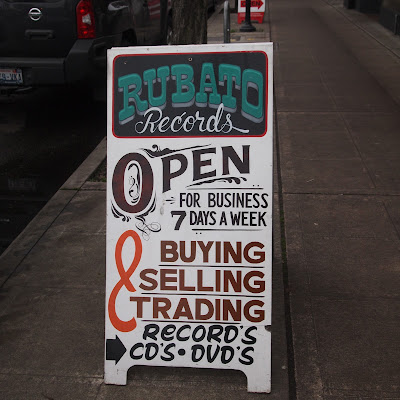 RUBATO
Records
OPEN
FOR BUSINESS
7 DAYS A WEEK
BUYING
& SELLING
TRADING
RECORD'S
CD'S • DVD'S